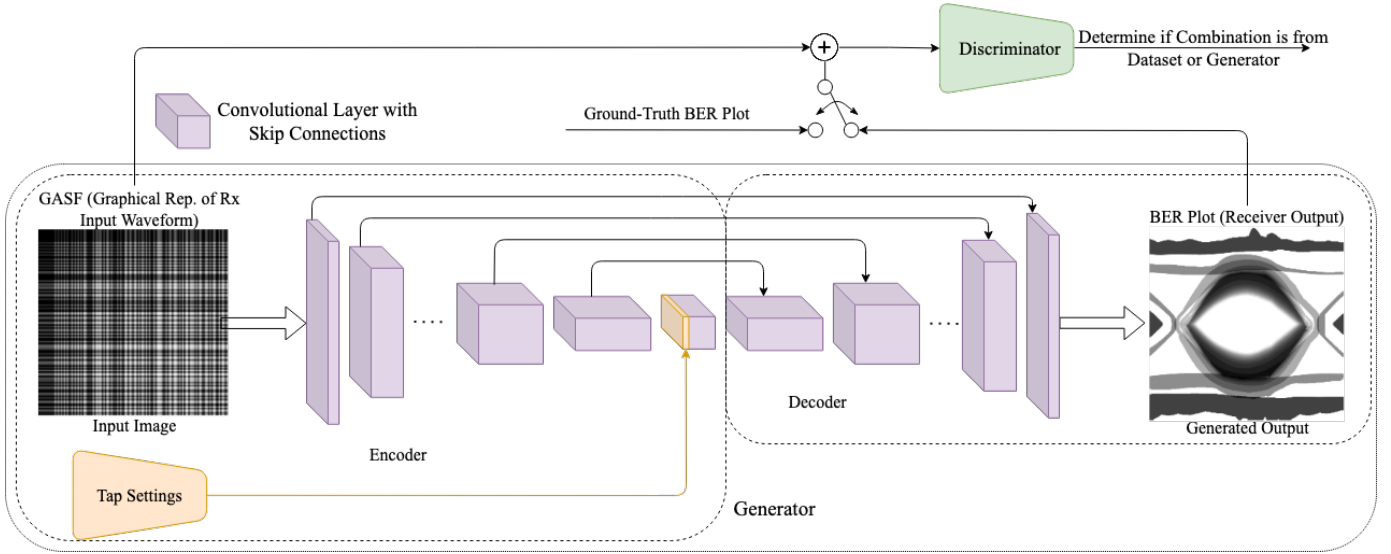 Discriminator
Determine if Combination is from
Dataset or Generator
+
Convolutional Layer with
Skip Connections
Ground-Truth BER Plot
GASF (Graphical Rep. of Rx
Input Waveform)
BER Plot (Receiver Output)
Input Image
Encoder
Decoder
Generated Output
Tap Settings
Generator